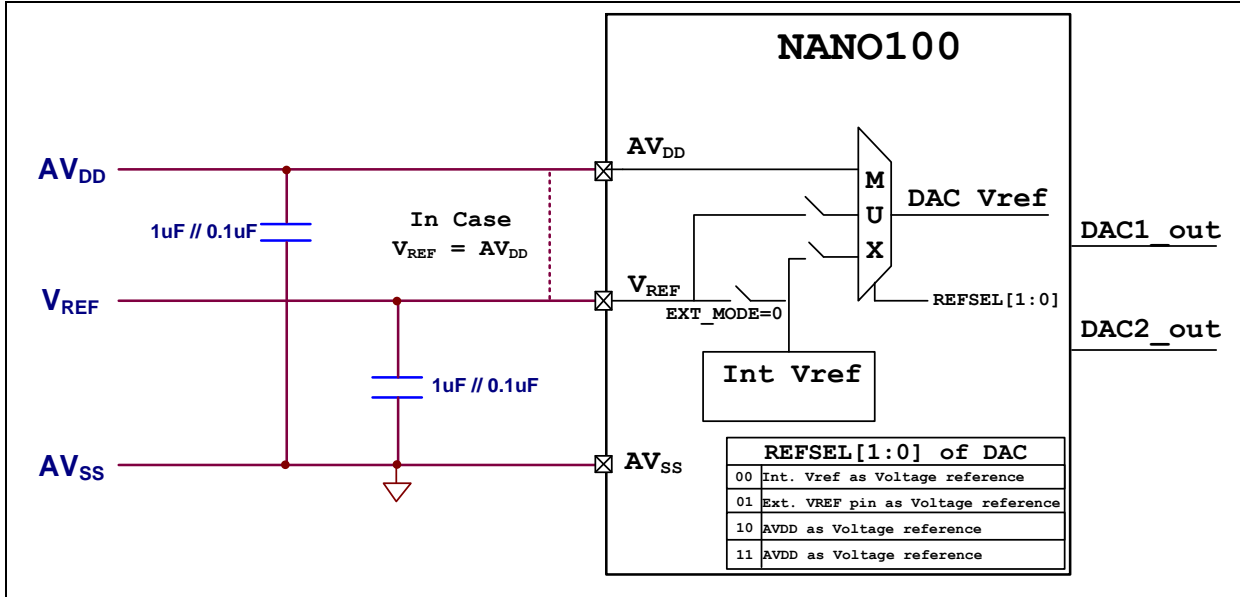 NANO100
AVDD
AVDD
M
U
X
DAC Vref
1uF // 0.1uF
In Case
VREF = AVDD
DAC1_out
VREF
VREF
EXT_MODE=0
REFSEL[1:0]
DAC2_out
Int Vref
1uF // 0.1uF
AVSS
AVSS
REFSEL[1:0] of DAC
00 Int. Vref as Voltage reference
01 Ext. VREF pin as Voltage reference
10 AVDD as Voltage reference
11 AVDD as Voltage reference